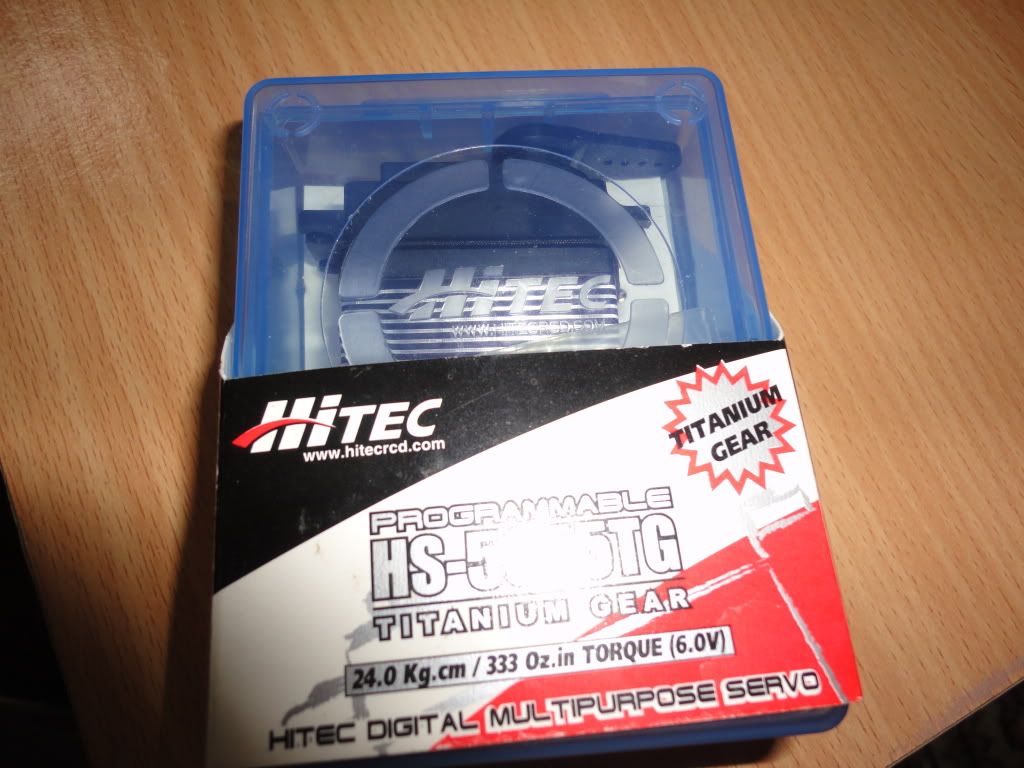 HiTEC
WWW.HITECRCD.COM
HiTEC
www.hitecrcd.com
TITANIUM
GEAR
PROGRAMMABLE
TITANIUM GEAR
24.0 Kg.cm / 333 Oz.in TORQUE (6.0V)
HITEC DIGITAL MULTIPURPOSE SERVO